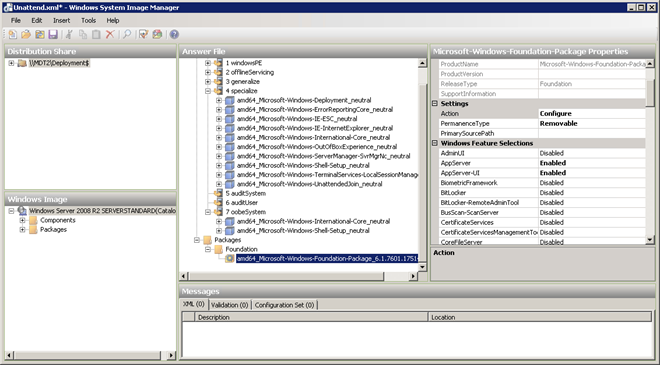 Unattend.xml* - Windows System Image Manager
File Edit Insert Tools Help
Distribution Share
\\MDT2\Deployment$
Windows Image
Windows Server 2008 R2 SERVERSTANDARD(Catalo
Components
Packages
Answer File
1 windowsPE
2 offlineServicing
3 generalize
4 specialize
amd64_Microsoft-Windows-Deployment_neutral
amd64_Microsoft-Windows-ErrorReportingCore_neutral
amd64_Microsoft-Windows-IE-ESC_neutral
amd64_Microsoft-Windows-IE-InternetExplorer_neutral
amd64_Microsoft-Windows-International-Core_neutral
amd64_Microsoft-Windows-OutOfBoxExperience_neutral
amd64_Microsoft-Windows-ServerManager-SvrMgrNc_neutral
amd64_Microsoft-Windows-Shell-Setup_neutral
amd64_Microsoft-Windows-TerminalServices-LocalSessionManager
amd64_Microsoft-Windows-UnattendedJoin_neutral
5 auditSystem
6 auditUser
7 oobeSystem
amd64_Microsoft-Windows-International-Core_neutral
amd64_Microsoft-Windows-Shell-Setup_neutral
Packages
Foundation
amd64_Microsoft-Windows-Foundation-Package_6.1.7601.1751
Microsoft-Windows-Foundation-Package Properties
ProductName Microsoft-Windows-Foundation-Packa
ProductVersion
ReleaseType Foundation
SupportInformation
Settings
Action Configure
PermanenceType Removable
PrimarySourcePath
Windows Feature Selections
AdminUI Disabled
AppServer Enabled
AppServer-UI Enabled
BiometricFramework Disabled
BitLocker Disabled
BitLocker-RemoteAdminTool Disabled
BusScan-ScanServer Disabled
CertificateServices Disabled
CertificateServicesManagementToo Disabled
CoreFileServer Disabled
Action
Messages
XML (0) Validation (0) Configuration Set (0)
Description Location